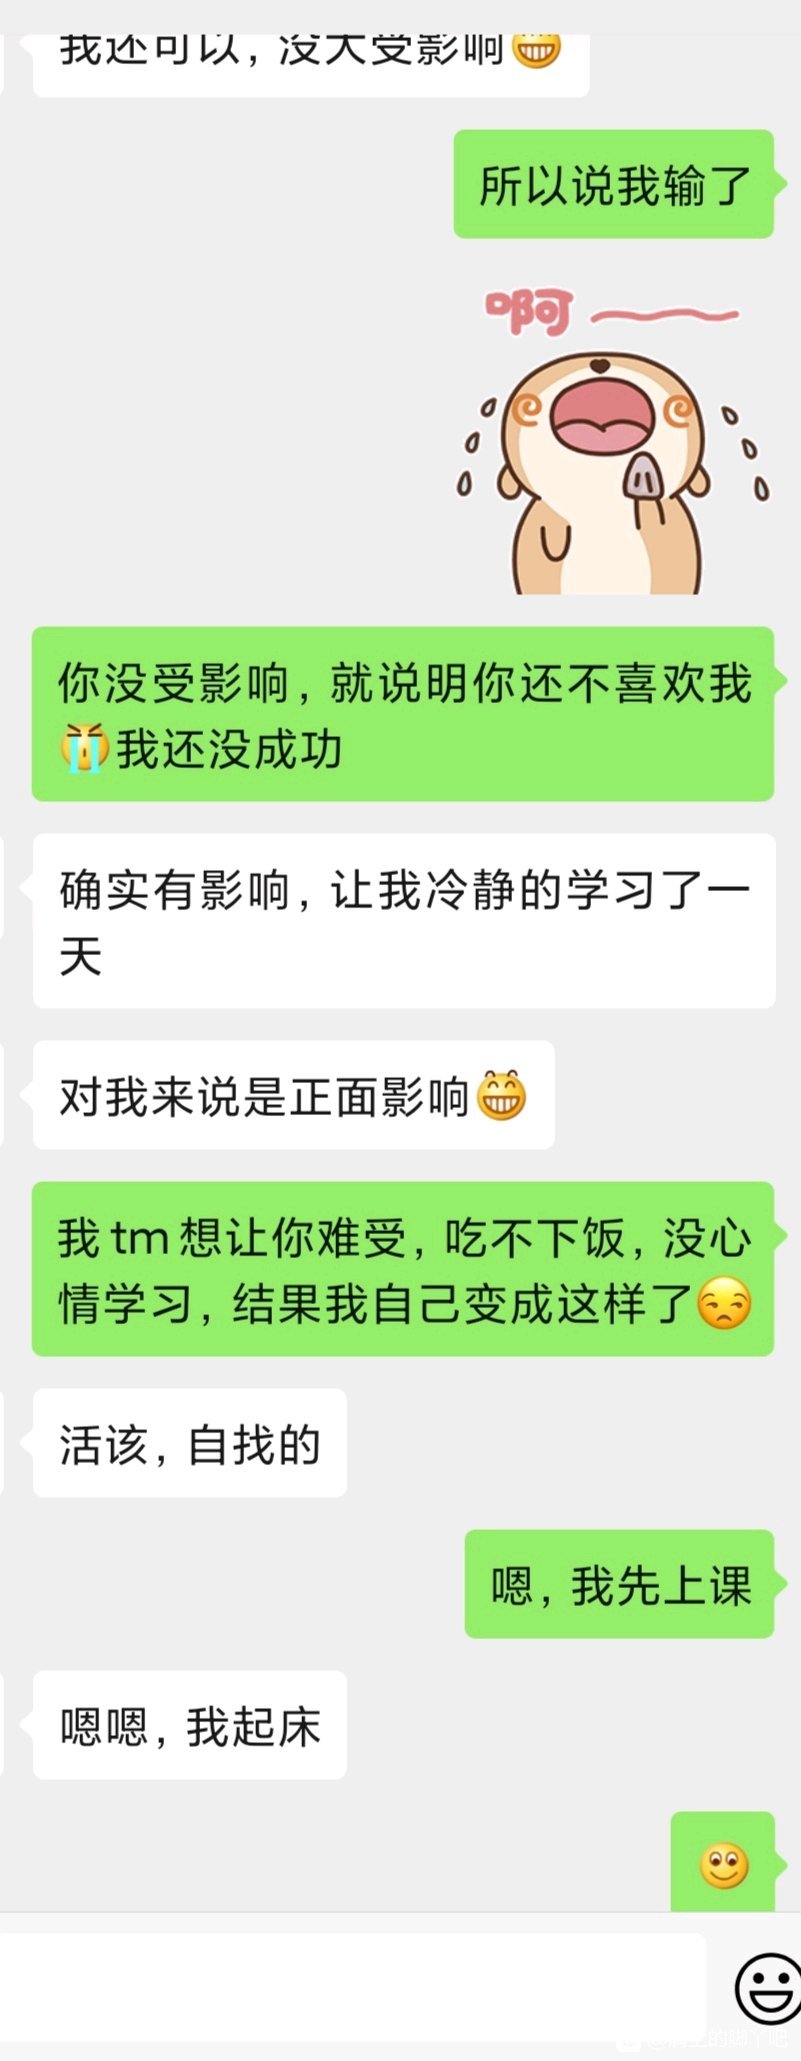 我还可以，没大受影响
所以说我输了
啊
你没受影响，就说明你还不喜欢我
我还没成功
确实有影响，让我冷静的学习了一
天
对我来说是正面影响
我tm想让你难受，吃不下饭，没心
情学习，结果我自己变成这样了
活该，自找的
嗯，我先上课
嗯嗯，我起床